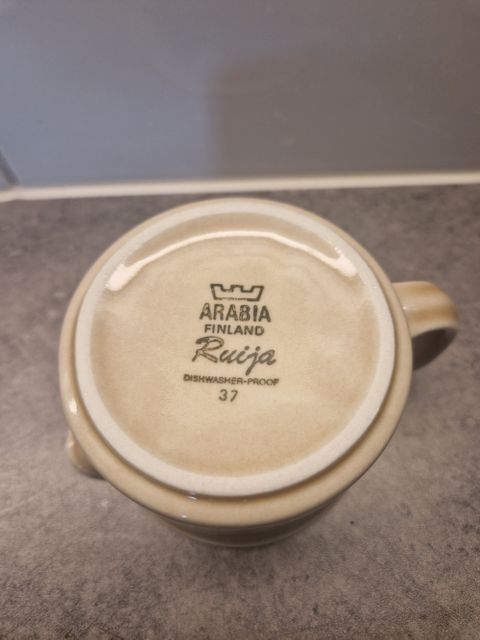 ARABIA
FINLAND
Ruija
DISHWASHER-PROOF
37